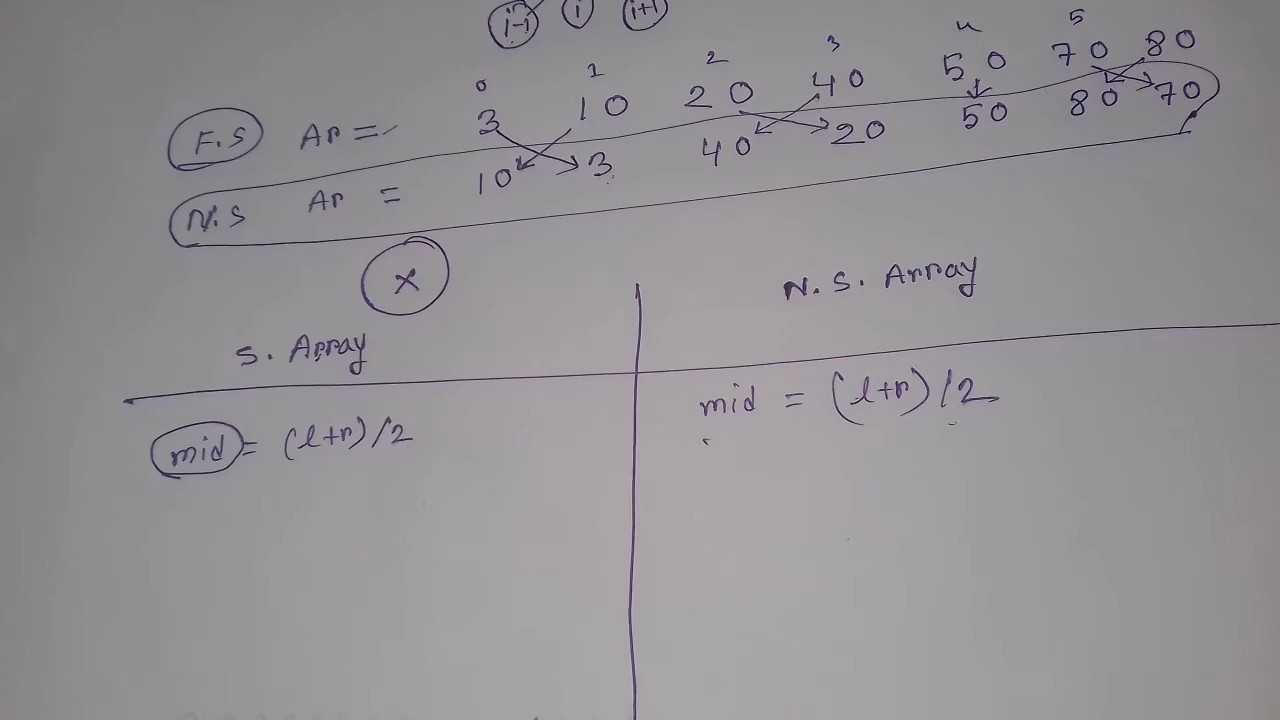 i-1 i i+1
0 1 2 3 4 5
F.S Ar = 3 10 20 40 50 70 80
N.S Ar = 10 3 40 20 50 80 70
x
S. Array N. S. Array
mid = (l+r)/2 mid = (l+r)/2